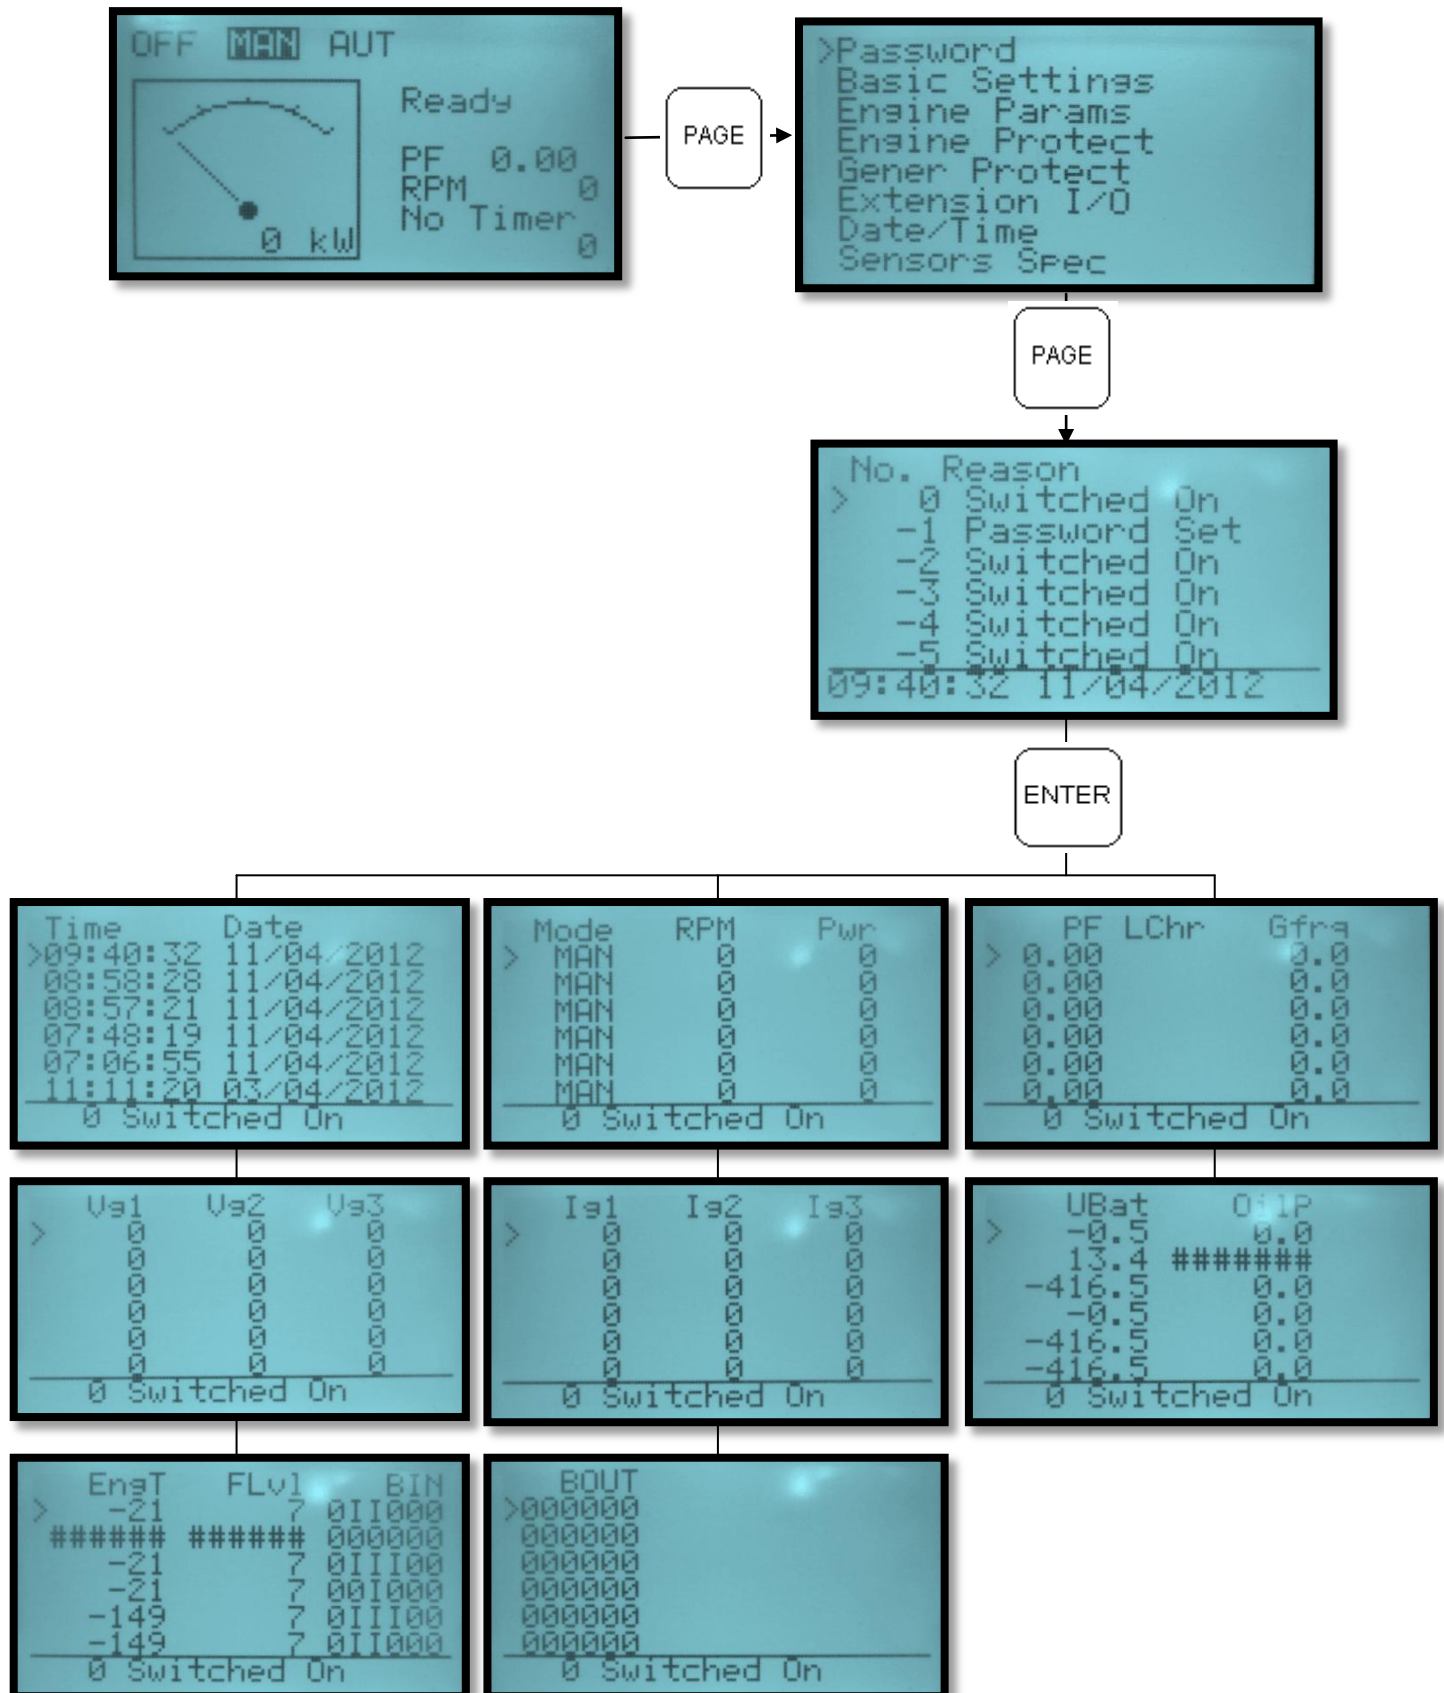 OFF MAN AUT
Ready
PF 0.00
RPM 0
No Timer
0
0 kW
PAGE
>Password
Basic Settings
Engine Params
Engine Protect
Gener Protect
Extension I/O
Date/Time
Sensors Spec
PAGE
No. Reason
> 0 Switched On
-1 Password Set
-2 Switched On
-3 Switched On
-4 Switched On
-5 Switched On
09:40:32 11/04/2012
ENTER
Time Date
>09:40:32 11/04/2012
08:58:28 11/04/2012
08:57:21 11/04/2012
07:48:19 11/04/2012
07:06:55 11/04/2012
11:11:20 03/04/2012
0 Switched On
Mode RPM Pwr
> MAN 0 0
MAN 0 0
MAN 0 0
MAN 0 0
MAN 0 0
MAN 0 0
0 Switched On
PF LChr Gfrq
> 0.00 0.0
0.00 0.0
0.00 0.0
0.00 0.0
0.00 0.0
0.00 0.0
0 Switched On
Vg1 Vg2 Vg3
> 0 0 0
0 0 0
0 0 0
0 0 0
0 0 0
0 0 0
0 Switched On
Ig1 Ig2 Ig3
> 0 0 0
0 0 0
0 0 0
0 0 0
0 0 0
0 0 0
0 Switched On
UBat OilP
> -0.5 0.0
13.4 #######
-416.5 0.0
-0.5 0.0
-416.5 0.0
-416.5 0.0
0 Switched On
EngT FLvl BIN
> -21 7 0II000
###### ###### 000000
-21 7 0III00
-21 7 00I000
-149 7 0III00
-149 7 0II000
0 Switched On
BOUT
>000000
000000
000000
000000
000000
000000
0 Switched On